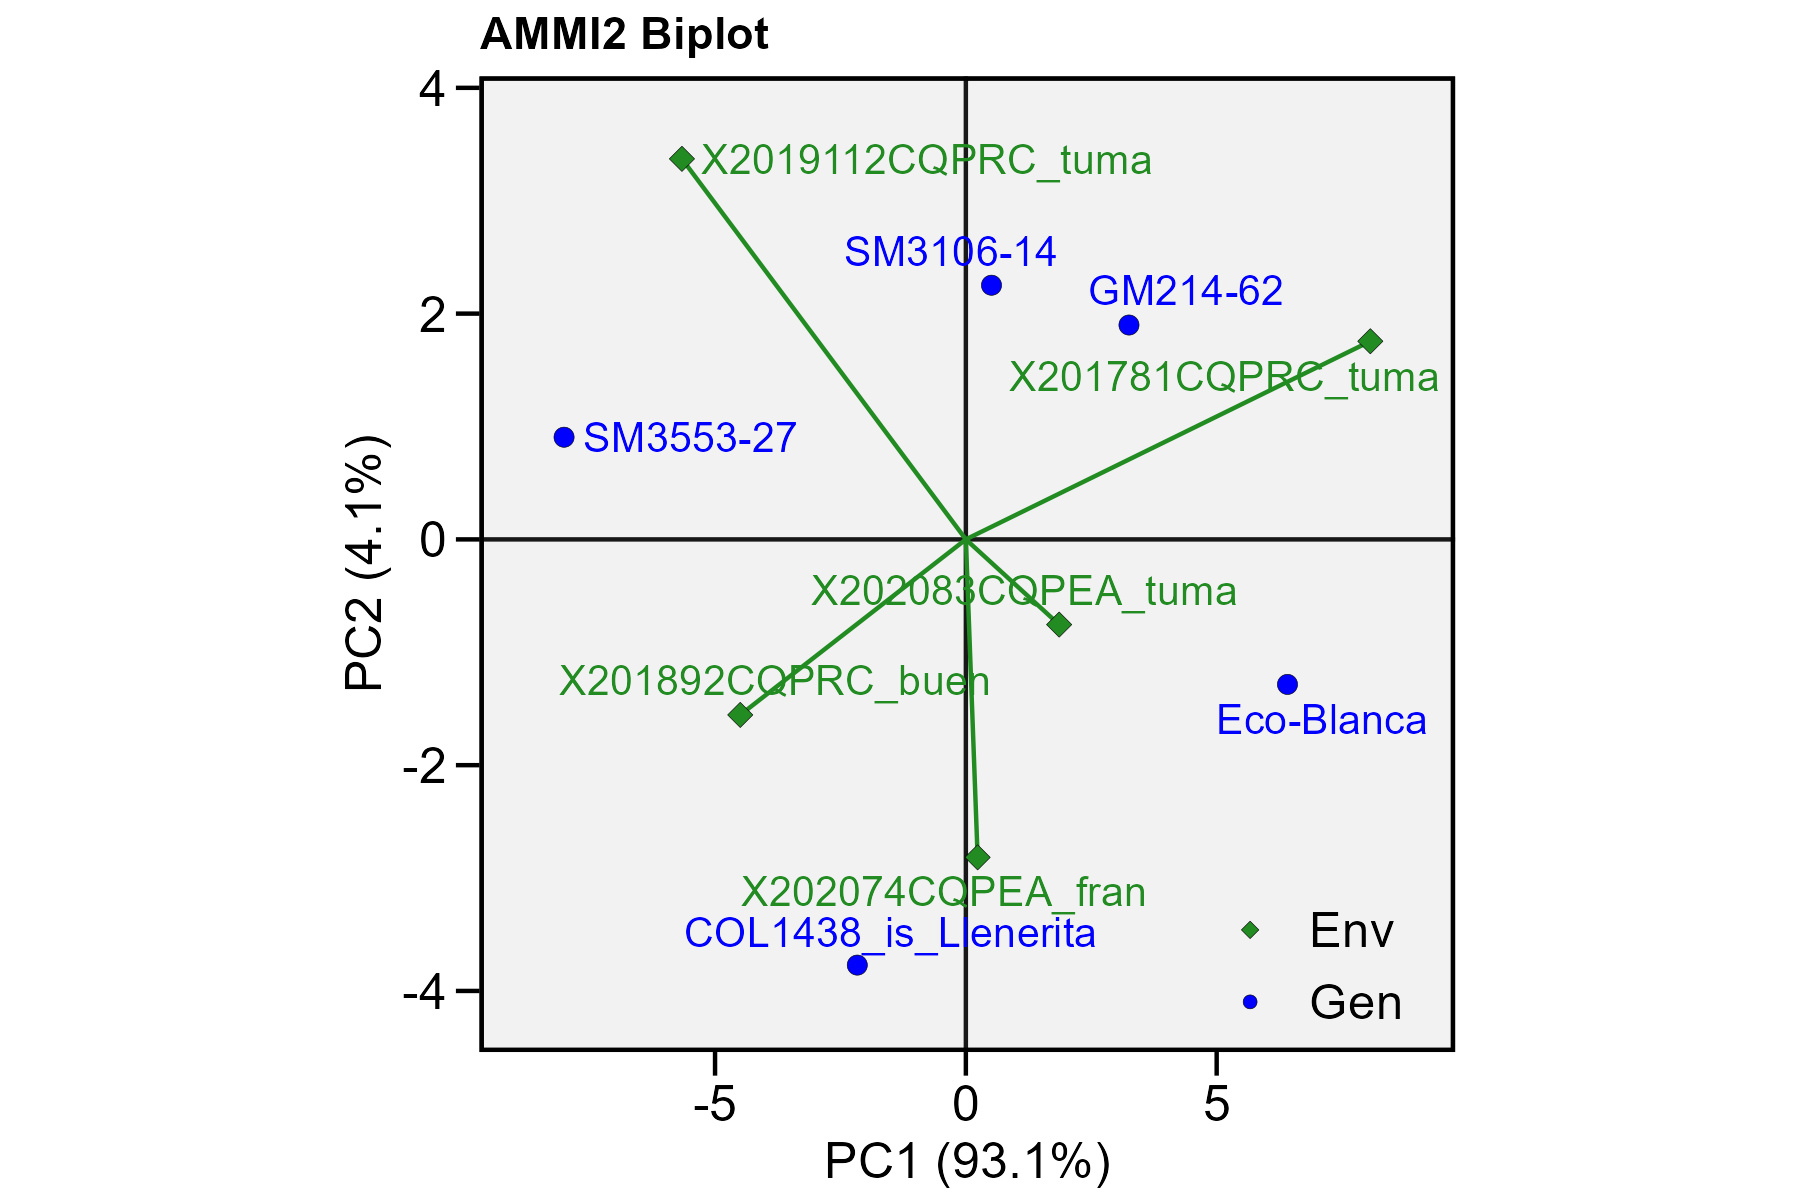 AMMI2 Biplot
4
X2019112CQPRC_tuma
SM3106-14
GM214-62
2
X201781CQPRC_tuma
SM3553-27
0
X202083CQPEA_tuma
X201892CQPRC_buen
Eco-Blanca
-2
X202074CQPEA_fran
COL1438_is_Llenerita
Env
-4
Gen
PC2 (4.1%)
-5 0 5
PC1 (93.1%)